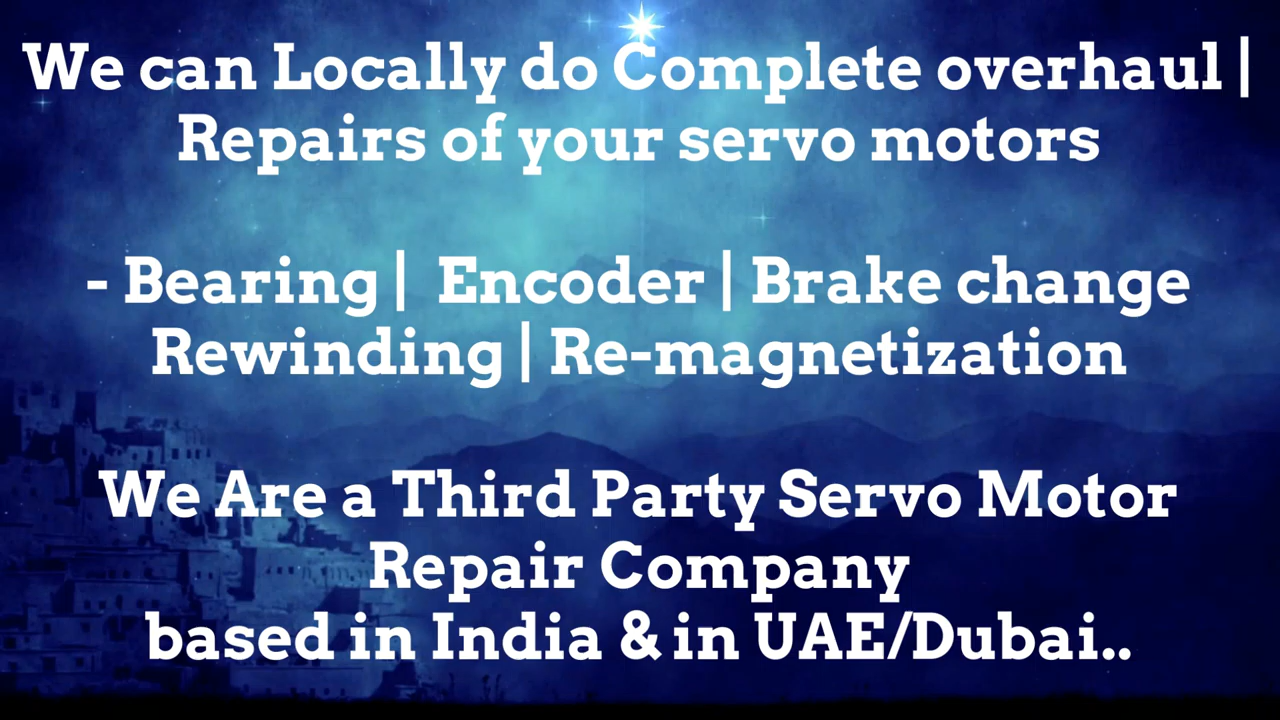 We can Locally do Complete overhaul |
Repairs of your servo motors
- Bearing | Encoder | Brake change
Rewinding | Re-magnetization
We Are a Third Party Servo Motor
Repair Company
based in India & in UAE/Dubai..